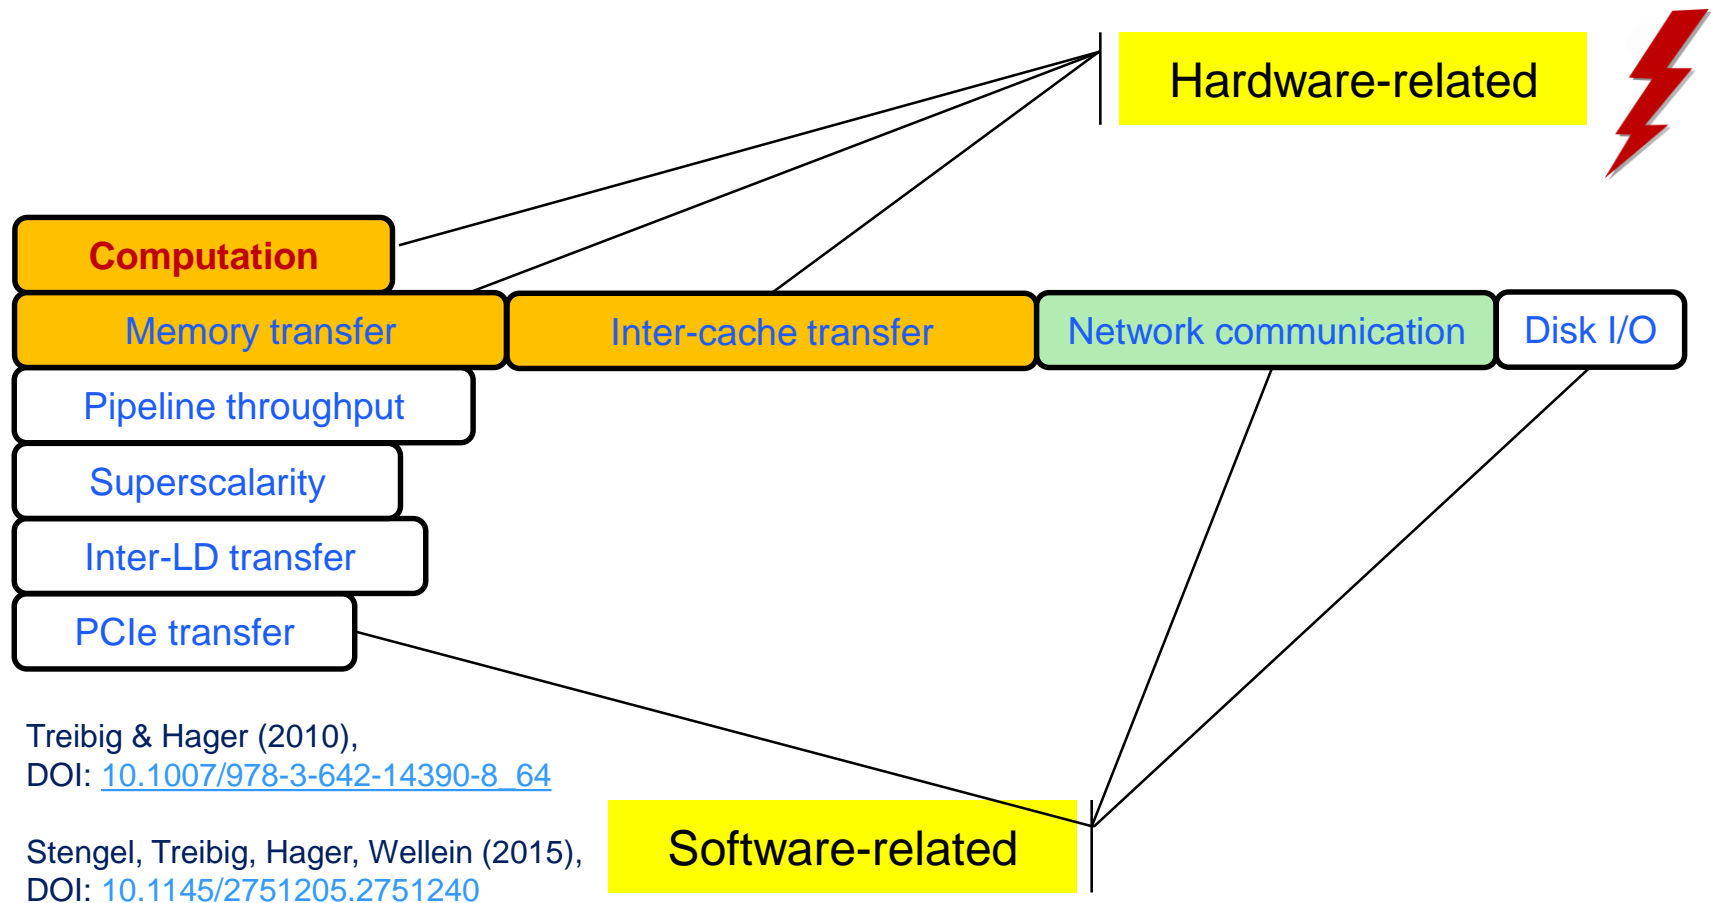 Hardware-related
Computation
Memory transfer
Inter-cache transfer
Network communication
Disk I/O
Pipeline throughput
Superscalarity
Inter-LD transfer
PCIe transfer
Treibig & Hager (2010),
DOI: 10.1007/978-3-642-14390-8_64
Stengel, Treibig, Hager, Wellein (2015),
DOI: 10.1145/2751205.2751240
Software-related